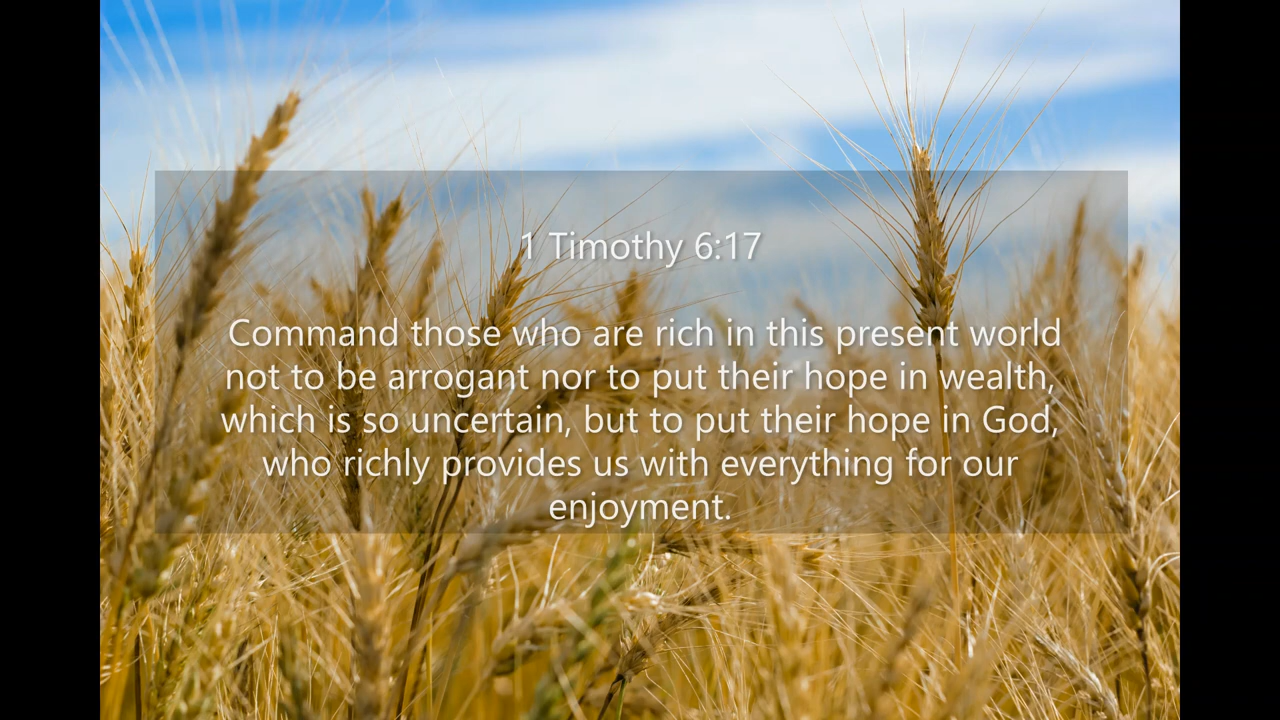 1 Timothy 6:17
Command those who are rich in this present world
not to be arrogant nor to put their hope in wealth,
which is so uncertain, but to put their hope in God,
who richly provides us with everything for our
enjoyment.